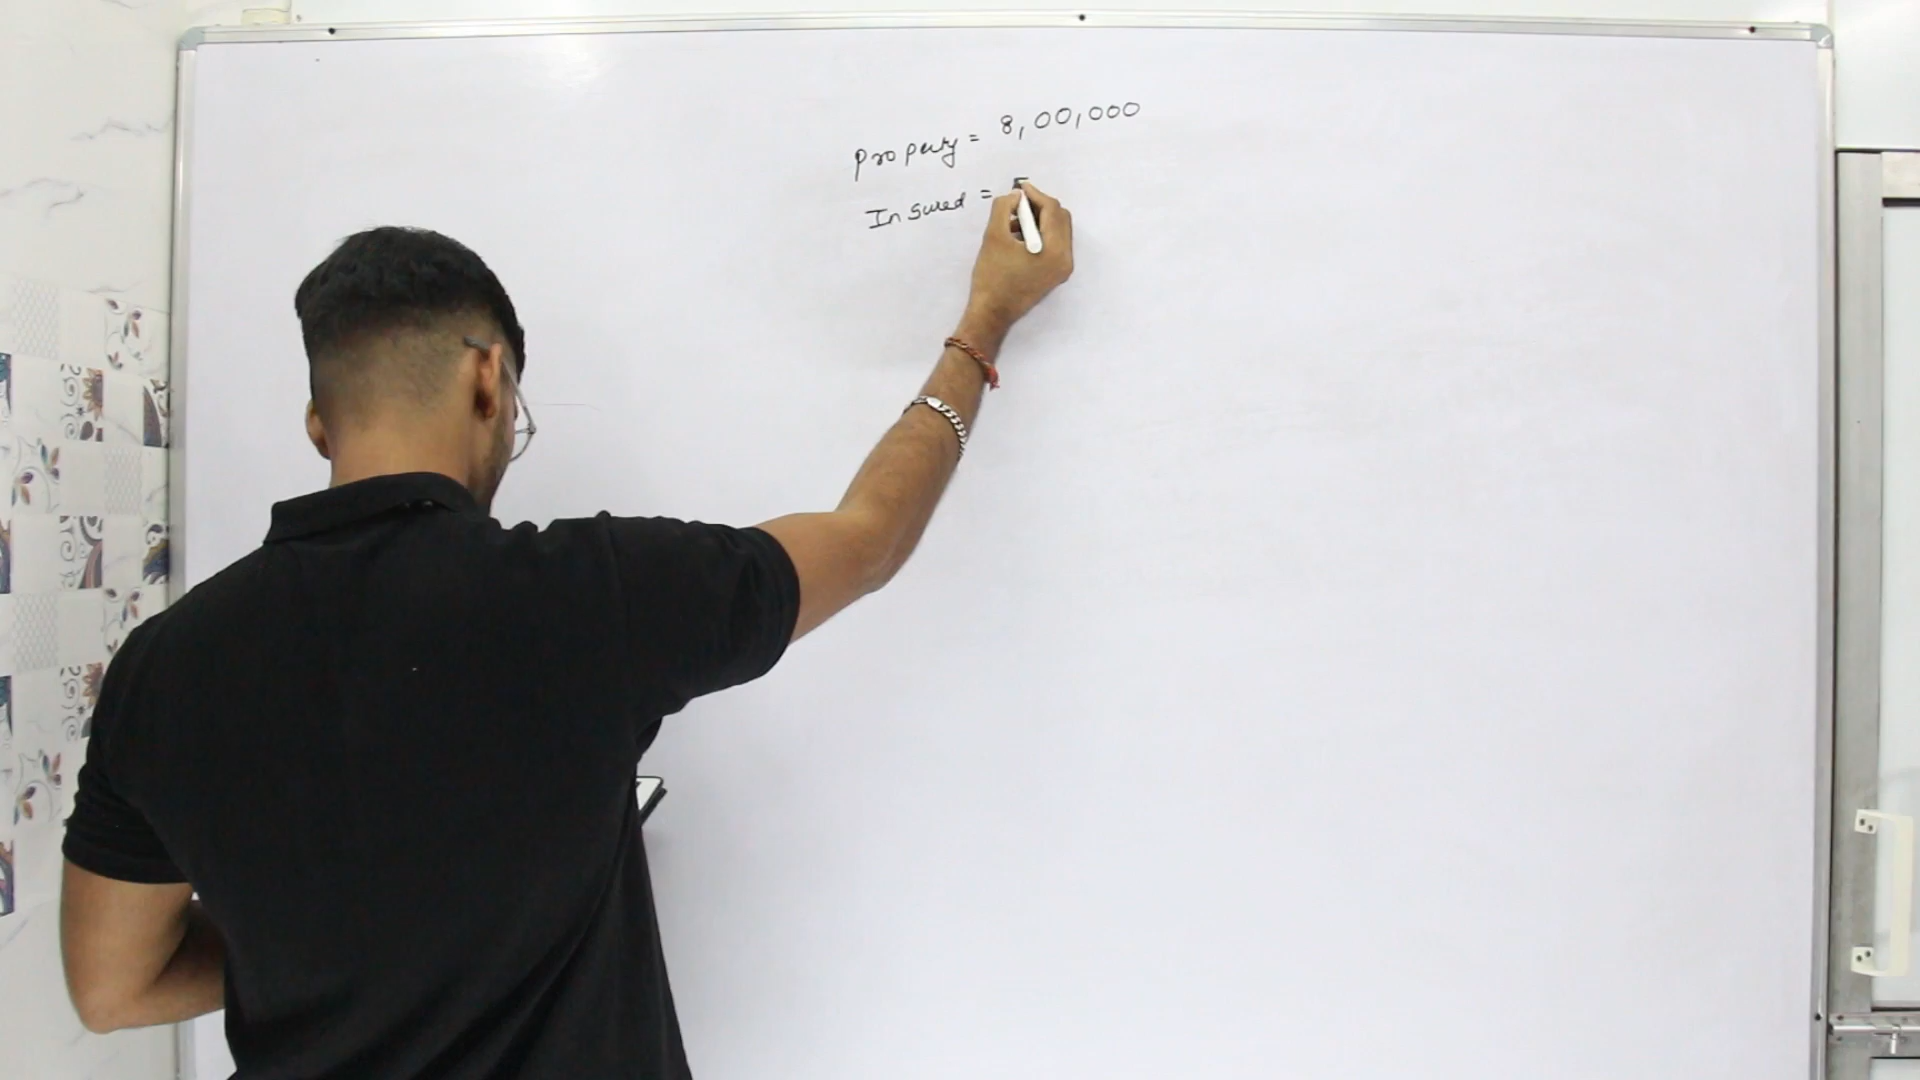 Property = 8,00,000
Insured =